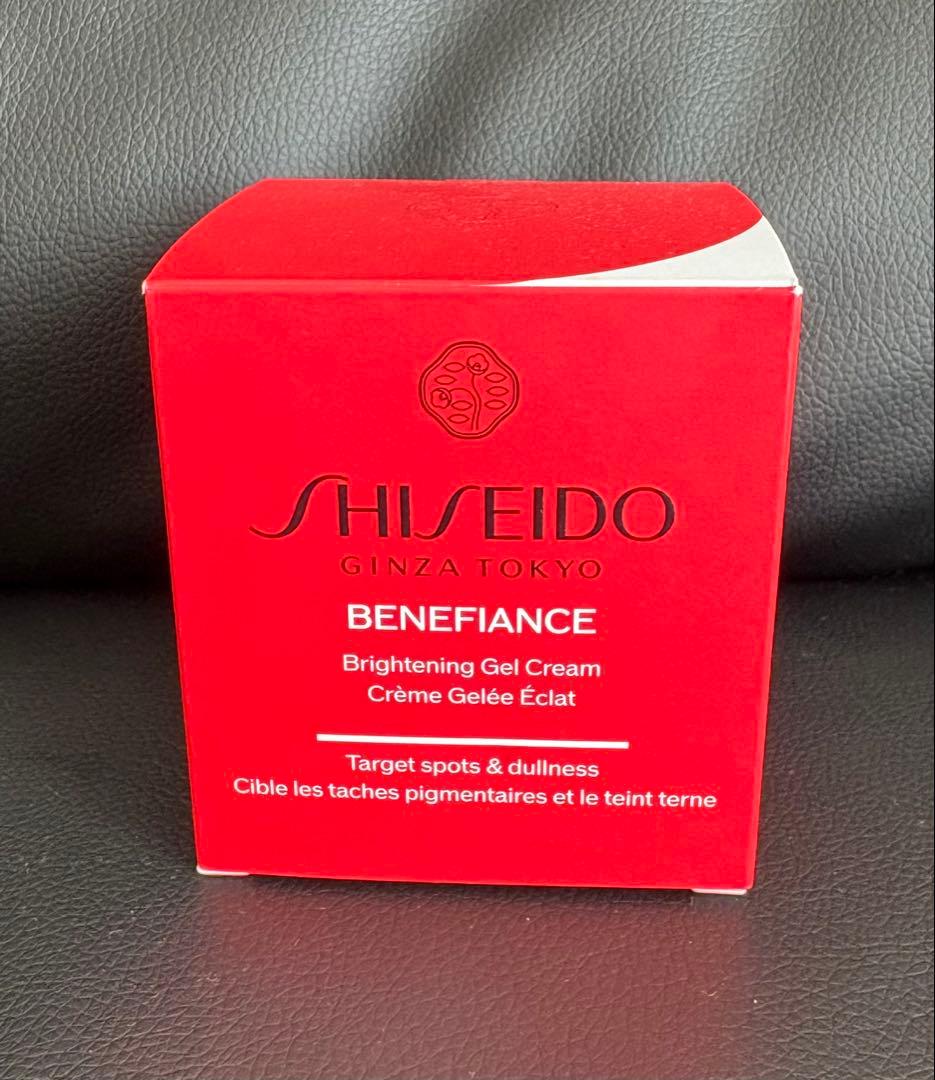 SHISEIDO
GINZA TOKYO
BENEFIANCE
Brightening Gel Cream
Crème Gelée Éclat
Target spots & dullness
Cible les taches pigmentaires et le teint terne